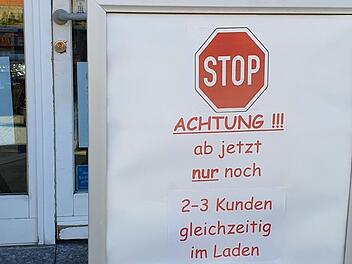 STOP
ACHTUNG !!!
ab jetzt
nur noch
2-3 Kunden
gleichzeitig
im Laden